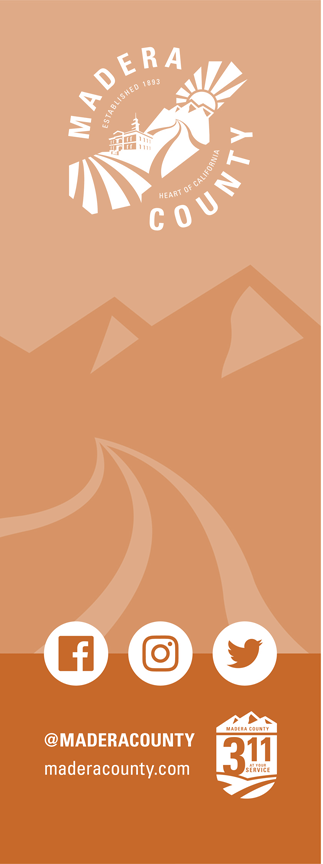 MADERA
ESTABLISHED 1893
HEART OF CALIFORNIA
COUNTY
@MADERACOUNTY
maderacounty.com
MADERA COUNTY
311
AT YOUR
SERVICE